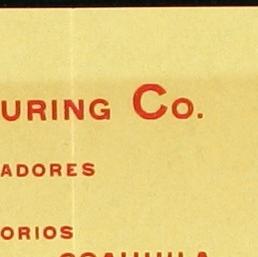 URING CO.
ADORES
ORIOS
COAHUILA